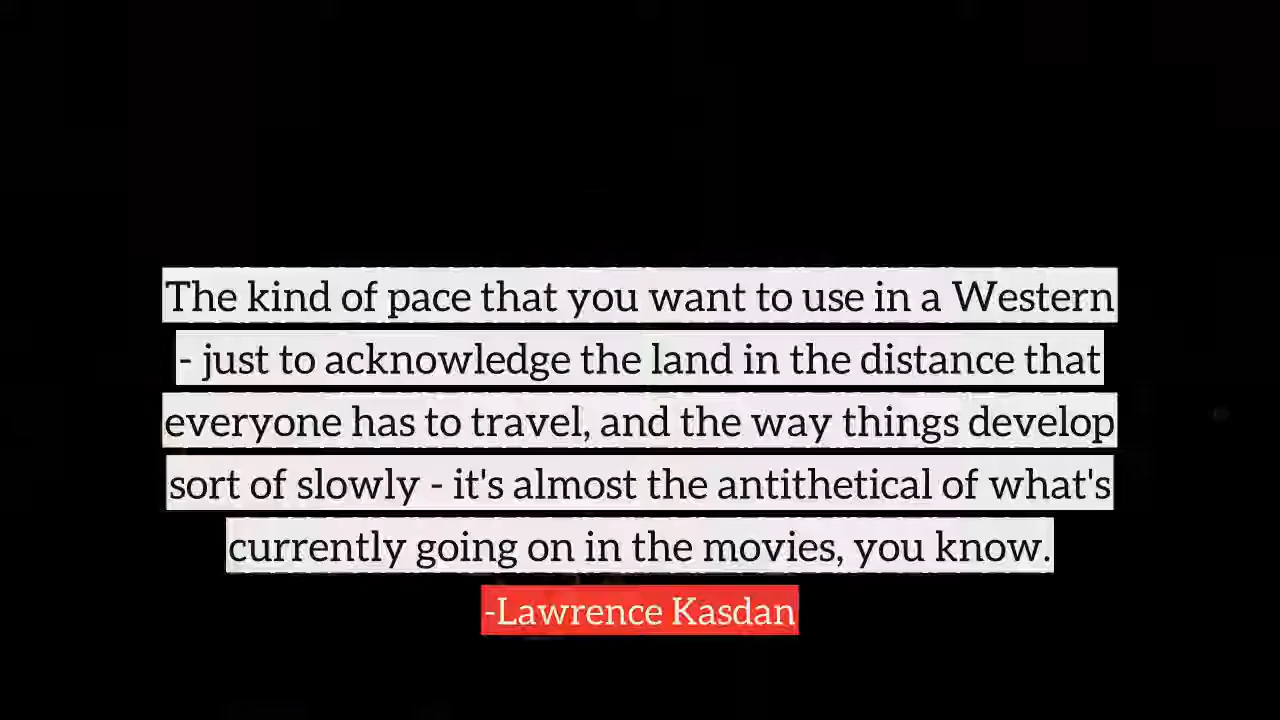 The kind of pace that you want to use in a Western
- just to acknowledge the land in the distance that
everyone has to travel, and the way things develop
sort of slowly - it's almost the antithetical of what's
currently going on in the movies, you know.
-Lawrence Kasdan